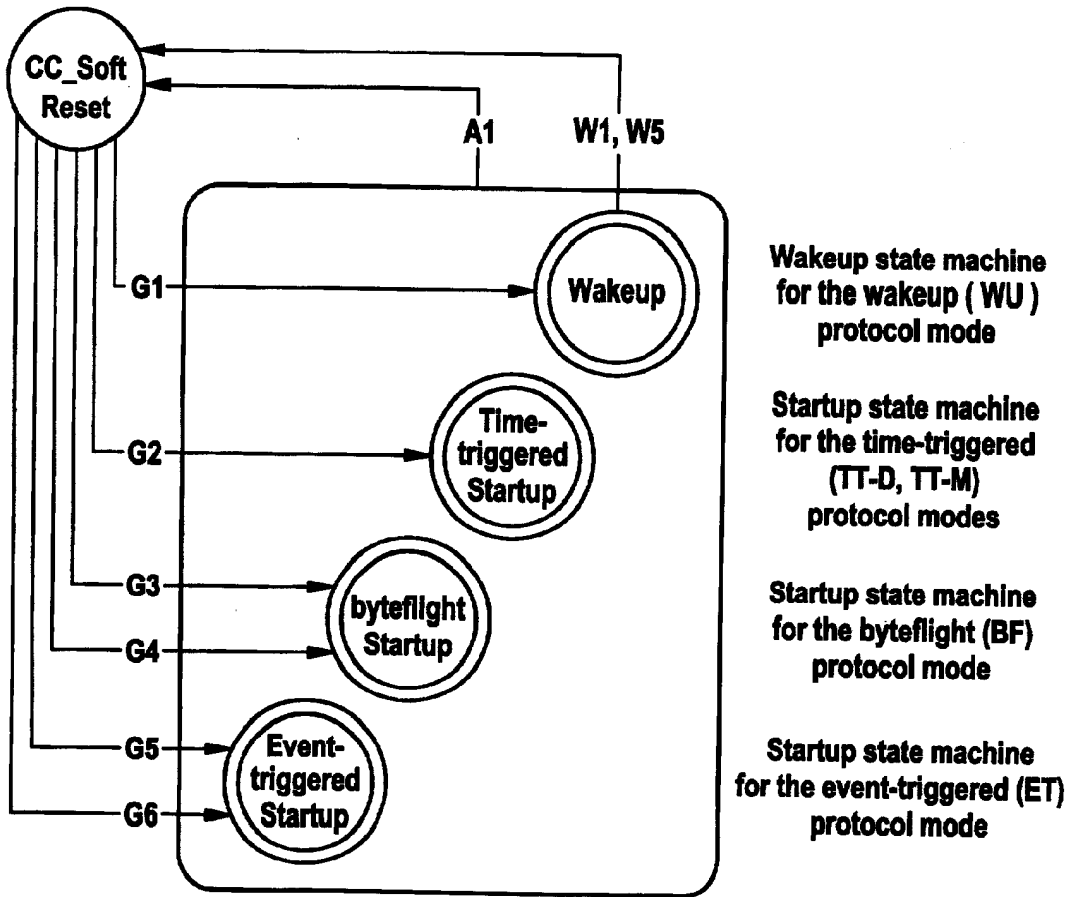 CC_Soft
Reset
A1
W1, W5
G1
Wakeup
Wakeup state machine
for the wakeup ( WU )
protocol mode
G2
Time-
triggered
Startup
Startup state machine
for the time-triggered
(TT-D, TT-M)
protocol modes
G3
G4
byteflight
Startup
Startup state machine
for the byteflight (BF)
protocol mode
G5
G6
Event-
triggered
Startup
Startup state machine
for the event-triggered (ET)
protocol mode